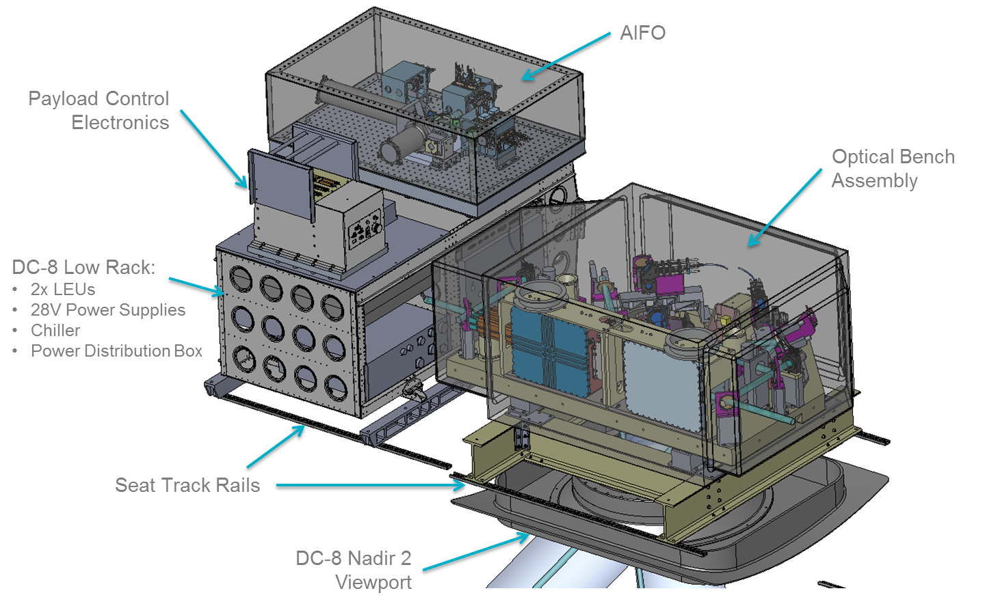 AIFO
Payload Control
Electronics
Optical Bench
Assembly
DC-8 Low Rack:
• 2x LEUs
• 28V Power Supplies
• Chiller
• Power Distribution Box
Seat Track Rails
DC-8 Nadir 2
Viewport